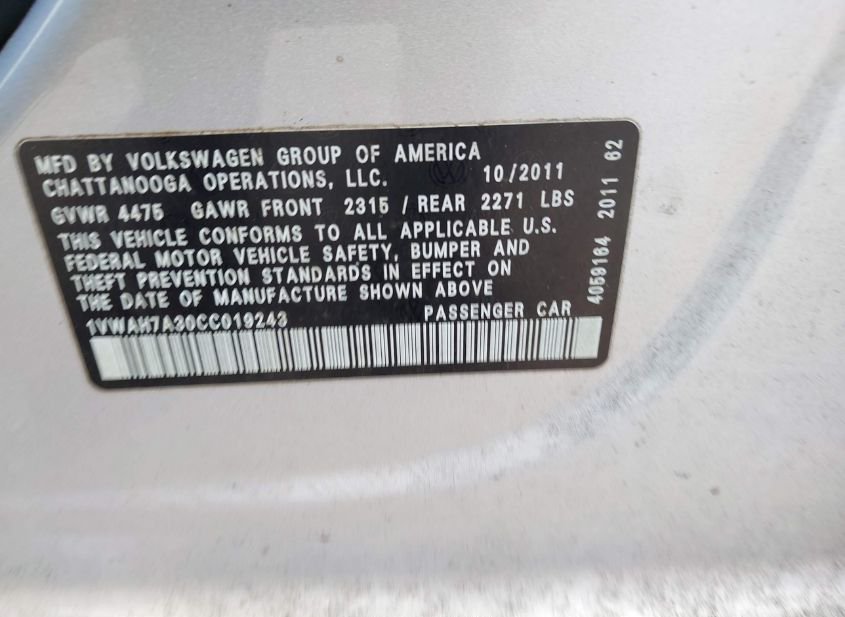 MFD BY VOLKSWAGEN GROUP OF AMERICA
CHATTANOOGA OPERATIONS, LLC. 10/2011
GVWR 4475 GAWR FRONT 2315 / REAR 2271 LBS
THIS VEHICLE CONFORMS TO ALL APPLICABLE U.S.
FEDERAL MOTOR VEHICLE SAFETY, BUMPER AND
THEFT PREVENTION STANDARDS IN EFFECT ON
THE DATE OF MANUFACTURE SHOWN ABOVE
1VWAH7A30CC019243 PASSENGER CAR
4059164 2011 62